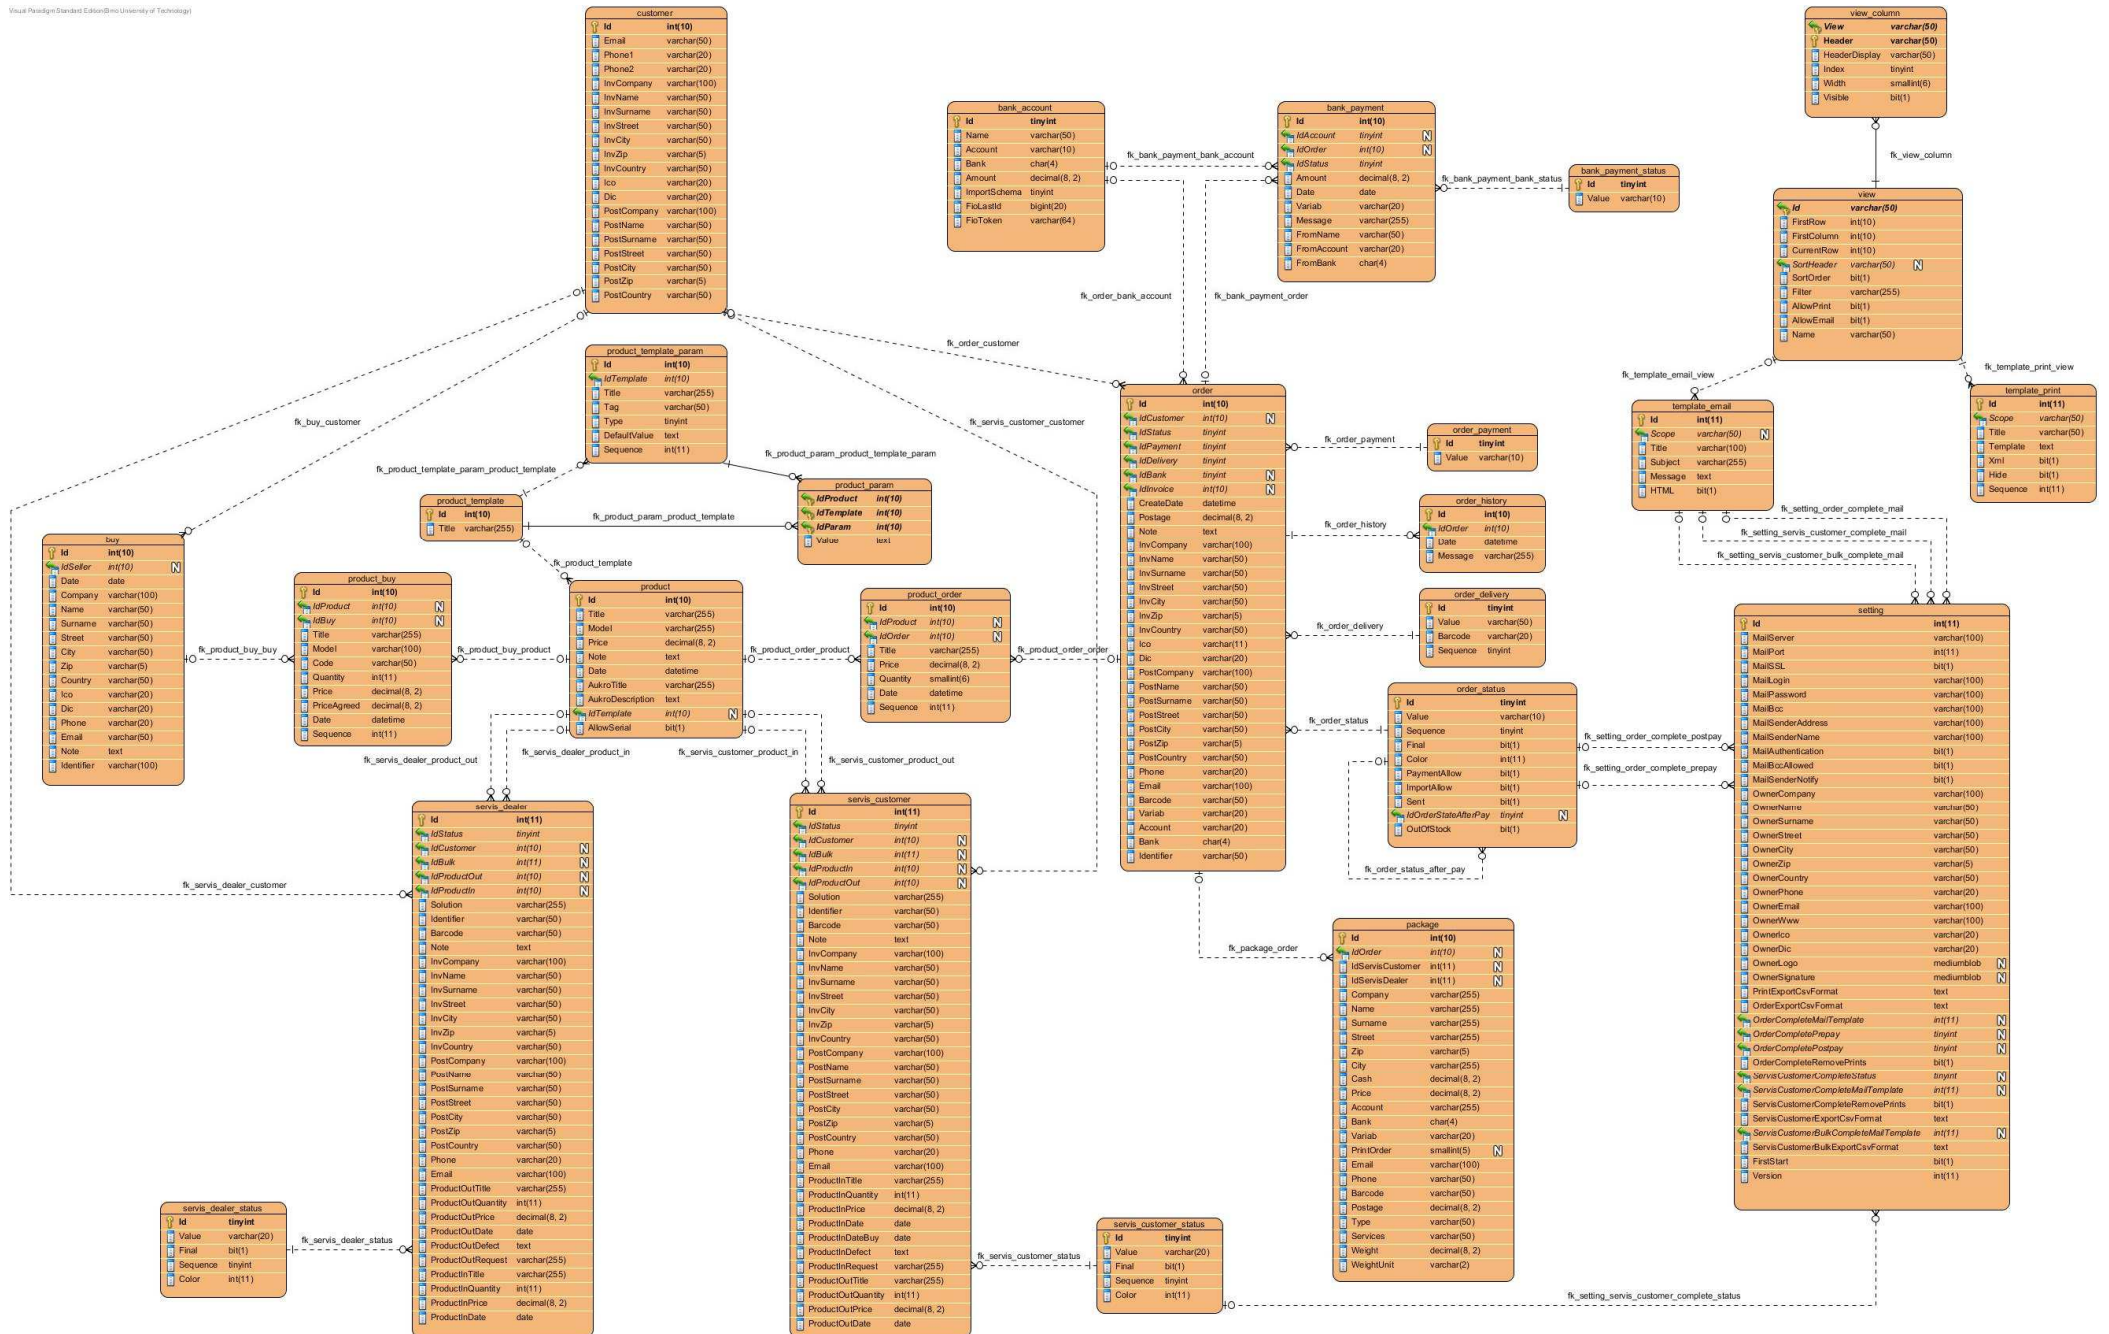 Visual Paradigm Standard Edition(Brno University of Technology)
customer
Id int(10)
Email varchar(50)
Phone1 varchar(20)
Phone2 varchar(20)
InvCompany varchar(100)
InvName varchar(50)
InvSurname varchar(50)
InvStreet varchar(50)
InvCity varchar(50)
InvZip varchar(5)
InvCountry varchar(50)
Ico varchar(20)
Dic varchar(20)
PostCompany varchar(100)
PostName varchar(50)
PostSurname varchar(50)
PostStreet varchar(50)
PostCity varchar(50)
PostZip varchar(5)
PostCountry varchar(50)
bank_account
Id tinyint
Name varchar(50)
Account varchar(10)
Bank char(4)
Amount decimal(8, 2)
ImportSchema tinyint
FioLastId bigint(20)
FioToken varchar(64)
fk_bank_payment_bank_account
bank_payment
Id int(10)
IdAccount tinyint N
IdOrder int(10) N
IdStatus tinyint
Amount decimal(8, 2)
Date date
Variab varchar(20)
Message varchar(255)
FromName varchar(50)
FromAccount varchar(20)
FromBank char(4)
fk_bank_payment_bank_status
bank_payment_status
Id tinyint
Value varchar(10)
view_column
View varchar(50)
Header varchar(50)
HeaderDisplay varchar(50)
Index tinyint
Width smallint(6)
Visible bit(1)
fk_view_column
view
Id varchar(50)
FirstRow int(10)
FirstColumn int(10)
CurrentRow int(10)
SortHeader varchar(50) N
SortOrder bit(1)
Filter varchar(255)
AllowPrint bit(1)
AllowEmail bit(1)
Name varchar(50)
fk_order_bank_account
fk_bank_payment_order
fk_order_customer
fk_template_email_view
fk_template_print_view
template_email
Id int(11)
Scope varchar(50) N
Title varchar(100)
Subject varchar(255)
Message text
HTML bit(1)
template_print
Id int(11)
Scope varchar(50)
Title varchar(50)
Template text
Xml bit(1)
Hide bit(1)
Sequence int(11)
product_template_param
Id int(10)
IdTemplate int(10)
Title varchar(255)
Tag varchar(50)
Type tinyint
DefaultValue text
Sequence int(11)
fk_buy_customer
fk_servis_customer_customer
fk_product_template_param_product_template
fk_product_param_product_template_param
product_template
Id int(10)
Title varchar(255)
fk_product_param_product_template
product_param
IdProduct int(10)
IdTemplate int(10)
IdParam int(10)
Value text
fk_product_template
order
Id int(10)
IdCustomer int(10) N
IdStatus tinyint
IdPayment tinyint
IdDelivery tinyint
IdBank tinyint N
IdInvoice int(10) N
CreateDate datetime
Postage decimal(8, 2)
Note text
InvCompany varchar(100)
InvName varchar(50)
InvSurname varchar(50)
InvStreet varchar(50)
InvCity varchar(50)
InvZip varchar(5)
InvCountry varchar(50)
Ico varchar(11)
Dic varchar(20)
PostCompany varchar(100)
PostName varchar(50)
PostSurname varchar(50)
PostStreet varchar(50)
PostCity varchar(50)
PostZip varchar(5)
PostCountry varchar(50)
Phone varchar(20)
Email varchar(100)
Barcode varchar(50)
Variab varchar(20)
Account varchar(20)
Bank char(4)
Identifier varchar(50)
fk_order_payment
order_payment
Id tinyint
Value varchar(10)
fk_order_history
order_history
Id int(10)
IdOrder int(10)
Date datetime
Message varchar(255)
fk_order_delivery
order_delivery
Id tinyint
Value varchar(50)
Barcode varchar(20)
Sequence tinyint
fk_order_status
order_status
Id tinyint
Value varchar(10)
Sequence tinyint
Final bit(1)
Color int(11)
PaymentAllow bit(1)
ImportAllow bit(1)
Sent bit(1)
IdOrderStateAfterPay tinyint N
OutOfStock bit(1)
fk_order_status_after_pay
fk_setting_order_complete_mail
fk_setting_servis_customer_complete_mail
fk_setting_servis_customer_bulk_complete_mail
fk_setting_order_complete_postpay
fk_setting_order_complete_prepay
setting
Id int(11)
MailServer varchar(100)
MailPort int(11)
MailSSL bit(1)
MailLogin varchar(100)
MailPassword varchar(100)
MailBcc varchar(100)
MailSenderAddress varchar(100)
MailSenderName varchar(100)
MailAuthentication bit(1)
MailBccAllowed bit(1)
MailSenderNotify bit(1)
OwnerCompany varchar(100)
OwnerName varchar(50)
OwnerSurname varchar(50)
OwnerStreet varchar(50)
OwnerCity varchar(50)
OwnerZip varchar(5)
OwnerCountry varchar(50)
OwnerPhone varchar(20)
OwnerEmail varchar(100)
OwnerWww varchar(100)
OwnerIco varchar(20)
OwnerDic varchar(20)
OwnerLogo mediumblob N
OwnerSignature mediumblob N
PrintExportCsvFormat text
OrderExportCsvFormat text
OrderCompleteMailTemplate int(11) N
OrderCompletePrepay tinyint N
OrderCompletePostpay tinyint N
OrderCompleteRemovePrints bit(1)
ServisCustomerCompleteStatus tinyint N
ServisCustomerCompleteMailTemplate int(11) N
ServisCustomerCompleteRemovePrints bit(1)
ServisCustomerExportCsvFormat text
ServisCustomerBulkCompleteMailTemplate int(11) N
ServisCustomerBulkExportCsvFormat text
FirstStart bit(1)
Version int(11)
buy
Id int(10)
IdSeller int(10) N
Date date
Company varchar(100)
Name varchar(50)
Surname varchar(50)
Street varchar(50)
City varchar(50)
Zip varchar(5)
Country varchar(50)
Ico varchar(20)
Dic varchar(20)
Phone varchar(20)
Email varchar(50)
Note text
Identifier varchar(100)
fk_product_buy_buy
product_buy
Id int(10)
IdProduct int(10) N
IdBuy int(10) N
Title varchar(255)
Model varchar(100)
Code varchar(50)
Quantity int(11)
Price decimal(8, 2)
PriceAgreed decimal(8, 2)
Date datetime
Sequence int(11)
fk_product_buy_product
product
Id int(10)
Title varchar(255)
Model varchar(255)
Price decimal(8, 2)
Note text
Date datetime
AukroTitle varchar(255)
AukroDescription text
IdTemplate int(10) N
AllowSerial bit(1)
fk_product_order_product
product_order
Id int(10)
IdProduct int(10) N
IdOrder int(10) N
Title varchar(255)
Price decimal(8, 2)
Quantity smallint(6)
Date datetime
Sequence int(11)
fk_product_order_order
fk_servis_dealer_product_in
fk_servis_dealer_product_out
fk_servis_customer_product_in
fk_servis_customer_product_out
fk_servis_dealer_customer
servis_dealer
Id int(11)
IdStatus tinyint
IdCustomer int(10) N
IdBulk int(11) N
IdProductOut int(10) N
IdProductIn int(10) N
Solution varchar(255)
Identifier varchar(50)
Barcode varchar(50)
Note text
InvCompany varchar(100)
InvName varchar(50)
InvSurname varchar(50)
InvStreet varchar(50)
InvCity varchar(50)
InvZip varchar(5)
InvCountry varchar(50)
PostCompany varchar(100)
PostName varchar(50)
PostSurname varchar(50)
PostStreet varchar(50)
PostCity varchar(50)
PostZip varchar(5)
PostCountry varchar(50)
Phone varchar(20)
Email varchar(100)
ProductOutTitle varchar(255)
ProductOutQuantity int(11)
ProductOutPrice decimal(8, 2)
ProductOutDate date
ProductOutDefect text
ProductOutRequest varchar(255)
ProductInTitle varchar(255)
ProductInQuantity int(11)
ProductInPrice decimal(8, 2)
ProductInDate date
servis_customer
Id int(11)
IdStatus tinyint
IdCustomer int(10) N
IdBulk int(11) N
IdProductIn int(10) N
IdProductOut int(10) N
Solution varchar(255)
Identifier varchar(50)
Barcode varchar(50)
Note text
InvCompany varchar(100)
InvName varchar(50)
InvSurname varchar(50)
InvStreet varchar(50)
InvCity varchar(50)
InvZip varchar(5)
InvCountry varchar(50)
PostCompany varchar(100)
PostName varchar(50)
PostSurname varchar(50)
PostStreet varchar(50)
PostCity varchar(50)
PostZip varchar(5)
PostCountry varchar(50)
Phone varchar(20)
Email varchar(100)
ProductInTitle varchar(255)
ProductInQuantity int(11)
ProductInPrice decimal(8, 2)
ProductInDate date
ProductInDateBuy date
ProductInDefect text
ProductInRequest varchar(255)
ProductOutTitle varchar(255)
ProductOutQuantity int(11)
ProductOutPrice decimal(8, 2)
ProductOutDate date
fk_package_order
package
Id int(10)
IdOrder int(10) N
IdServisCustomer int(11) N
IdServisDealer int(11) N
Company varchar(255)
Name varchar(255)
Surname varchar(255)
Street varchar(255)
Zip varchar(5)
City varchar(255)
Cash decimal(8, 2)
Price decimal(8, 2)
Account varchar(255)
Bank char(4)
Variab varchar(20)
PrintOrder smallint(5) N
Email varchar(100)
Phone varchar(50)
Barcode varchar(50)
Postage decimal(8, 2)
Type varchar(50)
Services varchar(50)
Weight decimal(8, 2)
WeightUnit varchar(2)
servis_dealer_status
Id tinyint
Value varchar(20)
Final bit(1)
Sequence tinyint
Color int(11)
fk_servis_dealer_status
fk_servis_customer_status
servis_customer_status
Id tinyint
Value varchar(20)
Final bit(1)
Sequence tinyint
Color int(11)
fk_setting_servis_customer_complete_status